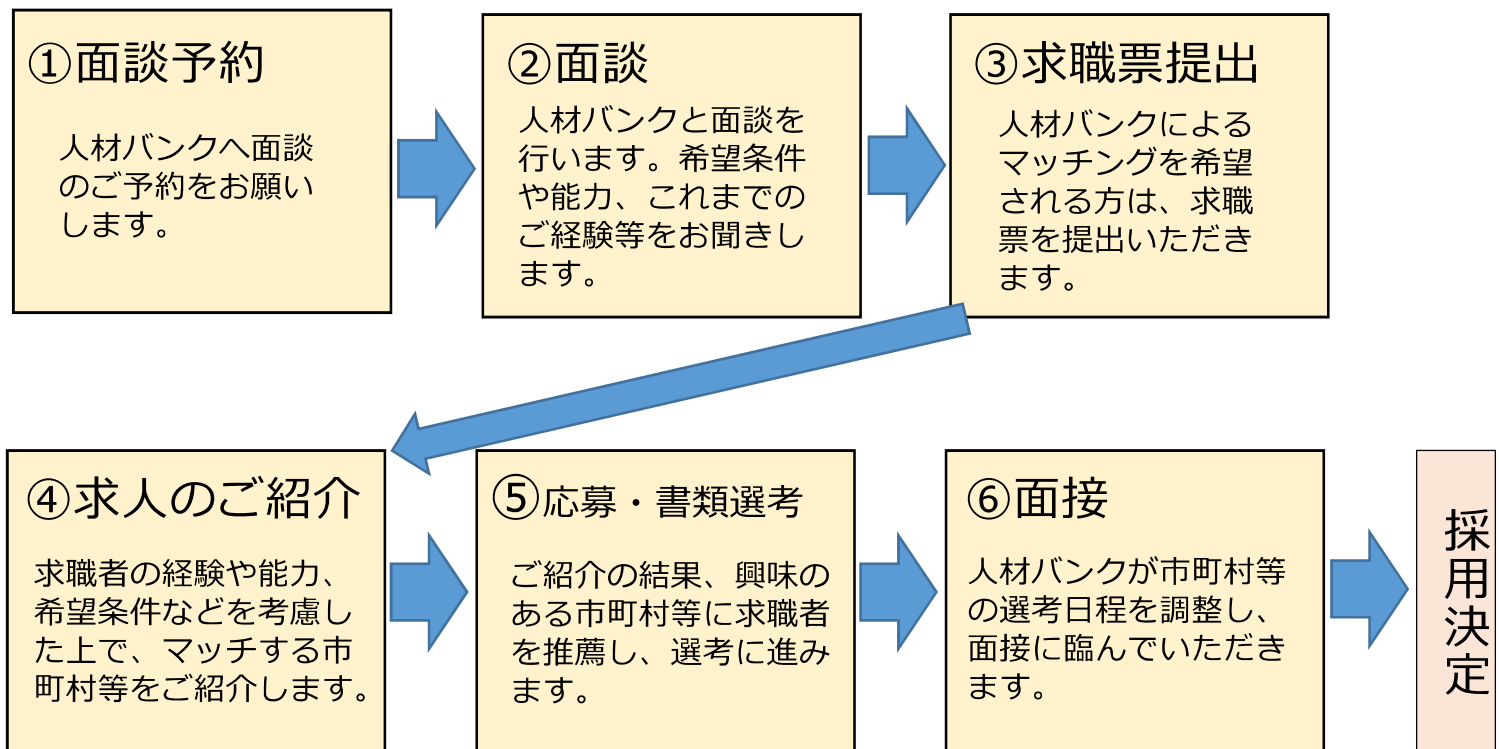 ①面談予約
人材バンクへ面談
のご予約をお願い
します。
②面談
人材バンクと面談を
行います。希望条件
や能力、これまでの
ご経験等をお聞きし
ます。
③求職票提出
人材バンクによる
マッチングを希望
される方は、求職
票を提出いただき
ます。
④求人のご紹介
求職者の経験や能力、
希望条件などを考慮し
た上で、マッチする市
町村等をご紹介します。
⑤応募・書類選考
ご紹介の結果、興味の
ある市町村等に求職者
を推薦し、選考に進み
ます。
⑥面接
人材バンクが市町村等
の選考日程を調整し、
面接に臨んでいただき
ます。
採用決定